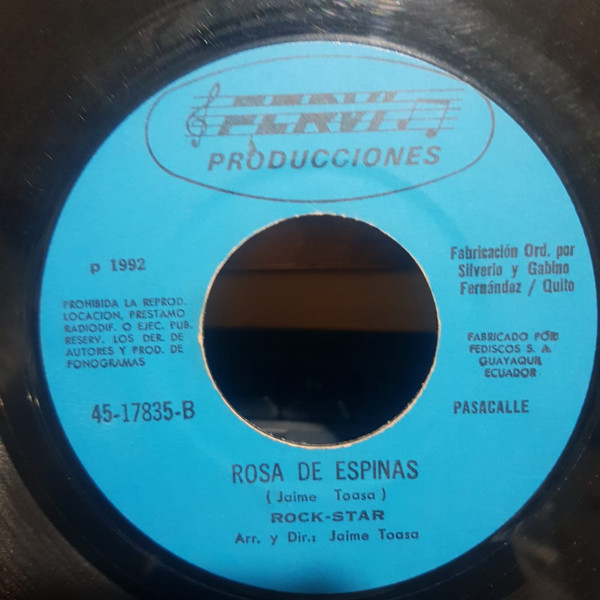 FERVI
PRODUCCIONES
p 1992
PROHIBIDA LA REPROD.
LOCACION, PRESTAMO
RADIODIF. O EJEC. PUB.
RESERV. LOS DER. DE
AUTORES Y PROD. DE
FONOGRAMAS
45-17835-B
Fabricación Ord. por
Silverio y Gabino
Fernández / Quito
FABRICADO POR:
FEDISCOS S. A.
GUAYAQUIL
ECUADOR
PASACALLE
ROSA DE ESPINAS
( Jaime Toasa )
ROCK-STAR
Arr. y Dir.: Jaime Toasa